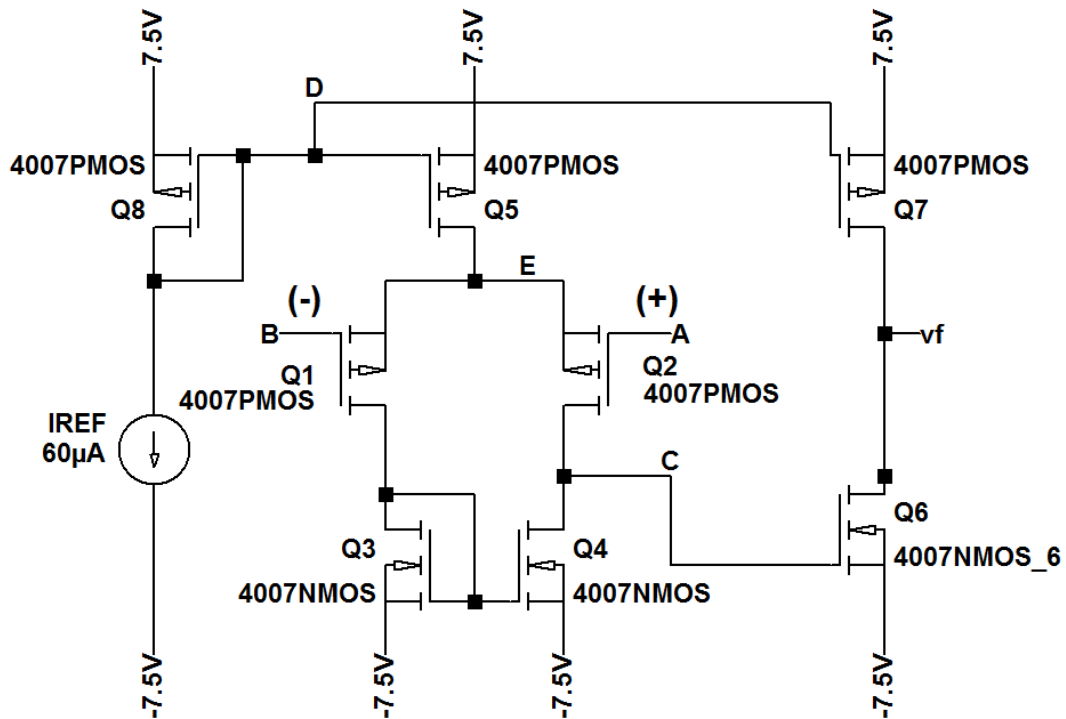 7.5V
7.5V
7.5V
D
4007PMOS
4007PMOS
4007PMOS
Q8
Q5
Q7
E
(-)
(+)
B
A
vf
Q1
4007PMOS
Q2
4007PMOS
IREF
60µA
C
Q3
4007NMOS
Q4
4007NMOS
Q6
4007NMOS_6
-7.5V
-7.5V
-7.5V
-7.5V